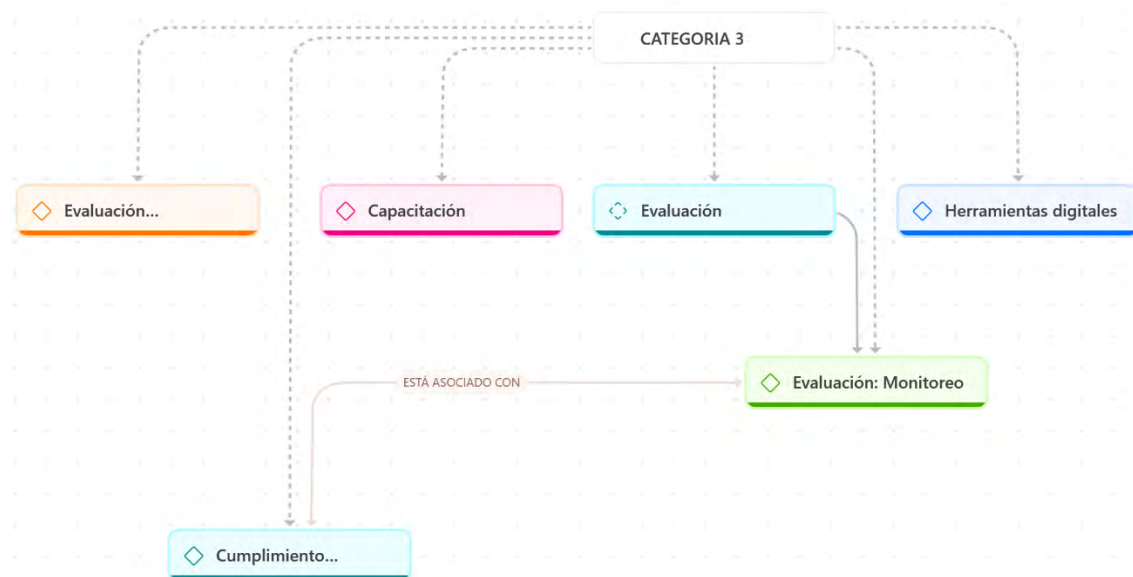 CATEGORIA 3
Evaluación...
Capacitación
Evaluación
Herramientas digitales
Evaluación: Monitoreo
ESTÁ ASOCIADO CON
Cumplimiento...